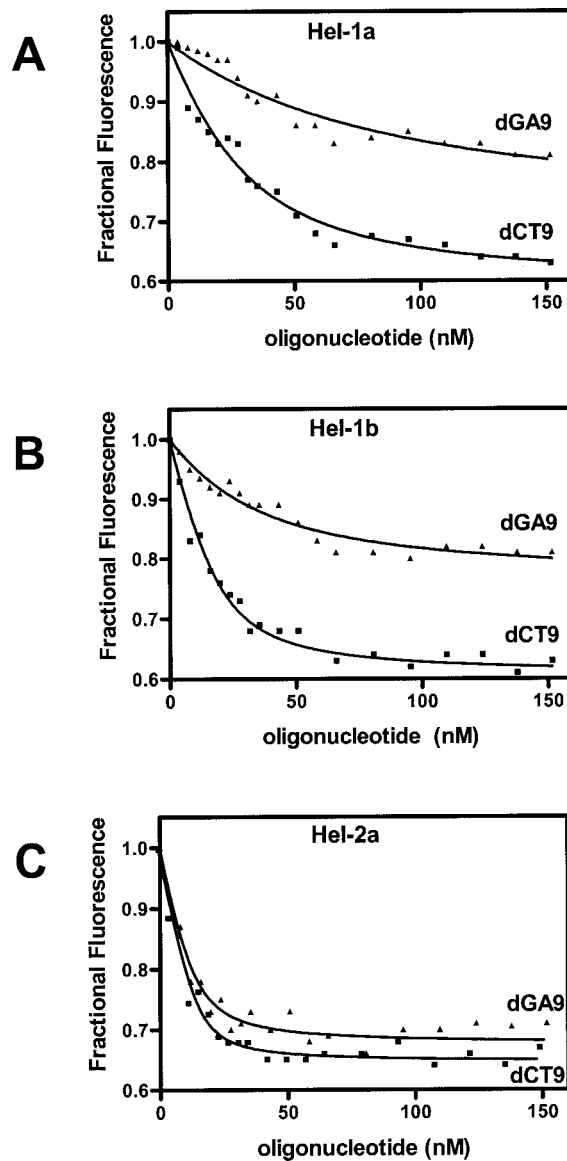 A
Hel-1a
Fractional Fluorescence
1.0
0.9
0.8
0.7
0.6
dGA9
dCT9
0
50
100
150
oligonucleotide (nM)
B
Hel-1b
Fractional Fluorescence
1.0
0.9
0.8
0.7
0.6
dGA9
dCT9
0
50
100
150
oligonucleotide (nM)
C
Hel-2a
Fractional Fluorescence
1.0
0.9
0.8
0.7
0.6
dGA9
dCT9
0
50
100
150
oligonucleotide (nM)